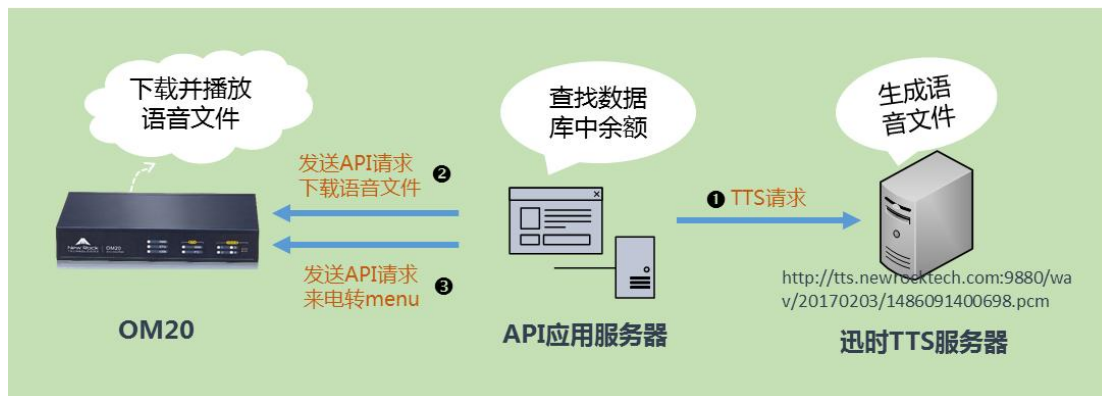 下载并播放
语音文件
查找数据
库中余额
生成语
音文件
发送API请求
下载语音文件 ❷
❶ TTS请求
New Rock OM20
发送API请求
来电转menu ❸
http://tts.newrocktech.com:9880/wa
v/20170203/1486091400698.pcm
OM20
API应用服务器
迅时TTS服务器